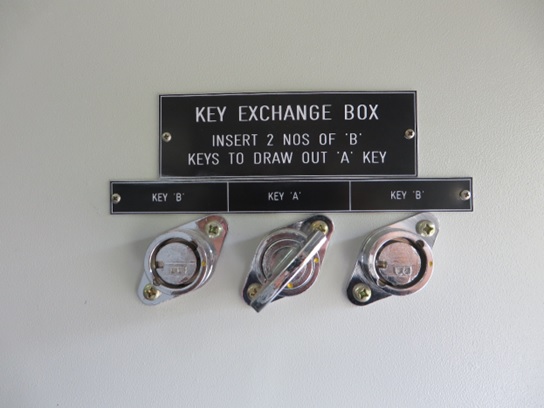 KEY EXCHANGE BOX
INSERT 2 NOS OF 'B'
KEYS TO DRAW OUT 'A' KEY
KEY 'B' KEY 'A' KEY 'B'